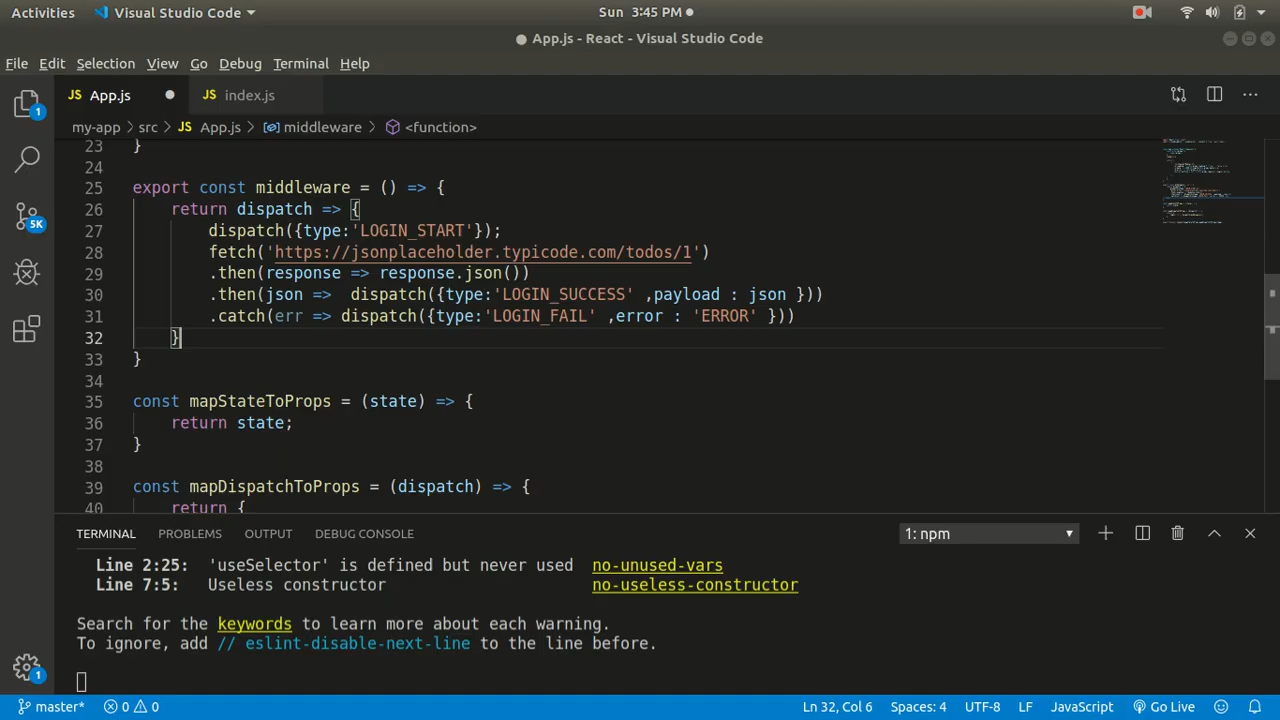 Activities Visual Studio Code Sun 3:45 PM
App.js - React - Visual Studio Code
File Edit Selection View Go Debug Terminal Help
JS App.js JS index.js
my-app > src > JS App.js > middleware > <function>
23 }
24
25 export const middleware = () => {
26 return dispatch => {
27 dispatch({type:'LOGIN_START'});
28 fetch('https://jsonplaceholder.typicode.com/todos/1')
29 .then(response => response.json())
30 .then(json =>  dispatch({type:'LOGIN_SUCCESS' ,payload : json }))
31 .catch(err => dispatch({type:'LOGIN_FAIL' ,error : 'ERROR' }))
32 }
33 }
34
35 const mapStateToProps = (state) => {
36 return state;
37 }
38
39 const mapDispatchToProps = (dispatch) => {
40 return {
1
5K
1
TERMINAL PROBLEMS OUTPUT DEBUG CONSOLE 1: npm
Line 2:25: 'useSelector' is defined but never used no-unused-vars
Line 7:5: Useless constructor no-useless-constructor
Search for the keywords to learn more about each warning.
To ignore, add // eslint-disable-next-line to the line before.
master* 0 0 Ln 32, Col 6 Spaces: 4 UTF-8 LF JavaScript Go Live